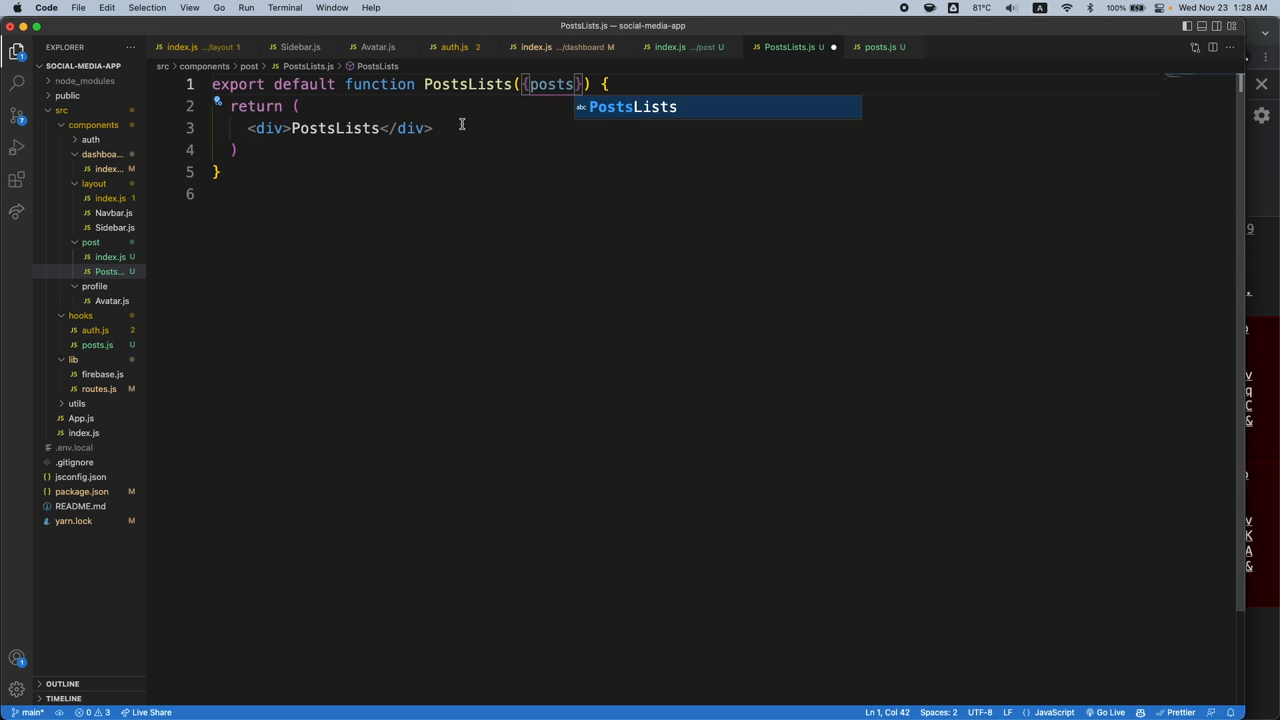 Code File Edit Selection View Go Run Terminal Window Help 81°C A 100% Wed Nov 23 1:28 AM
PostsLists.js — social-media-app
EXPLORER ...
index.js .../layout 1 Sidebar.js Avatar.js auth.js 2 index.js .../dashboard M index.js .../post U PostsLists.js U posts.js U
src > components > post > PostsLists.js > PostsLists
SOCIAL-MEDIA-APP
node_modules
public
src
components
auth
dashboa...
index... M
layout
index.js 1
Navbar.js
Sidebar.js
post
index.js U
Posts... U
profile
Avatar.js
hooks
auth.js 2
posts.js U
lib
firebase.js
routes.js M
utils
App.js
index.js
.env.local
.gitignore
jsconfig.json
package.json M
README.md
yarn.lock M
OUTLINE
TIMELINE
1 export default function PostsLists({posts}) {
abc PostsLists
2 return (
3 <div>PostsLists</div>
4 )
5 }
6
main* 0 3 Live Share Ln 1, Col 42 Spaces: 2 UTF-8 LF JavaScript Go Live Prettier